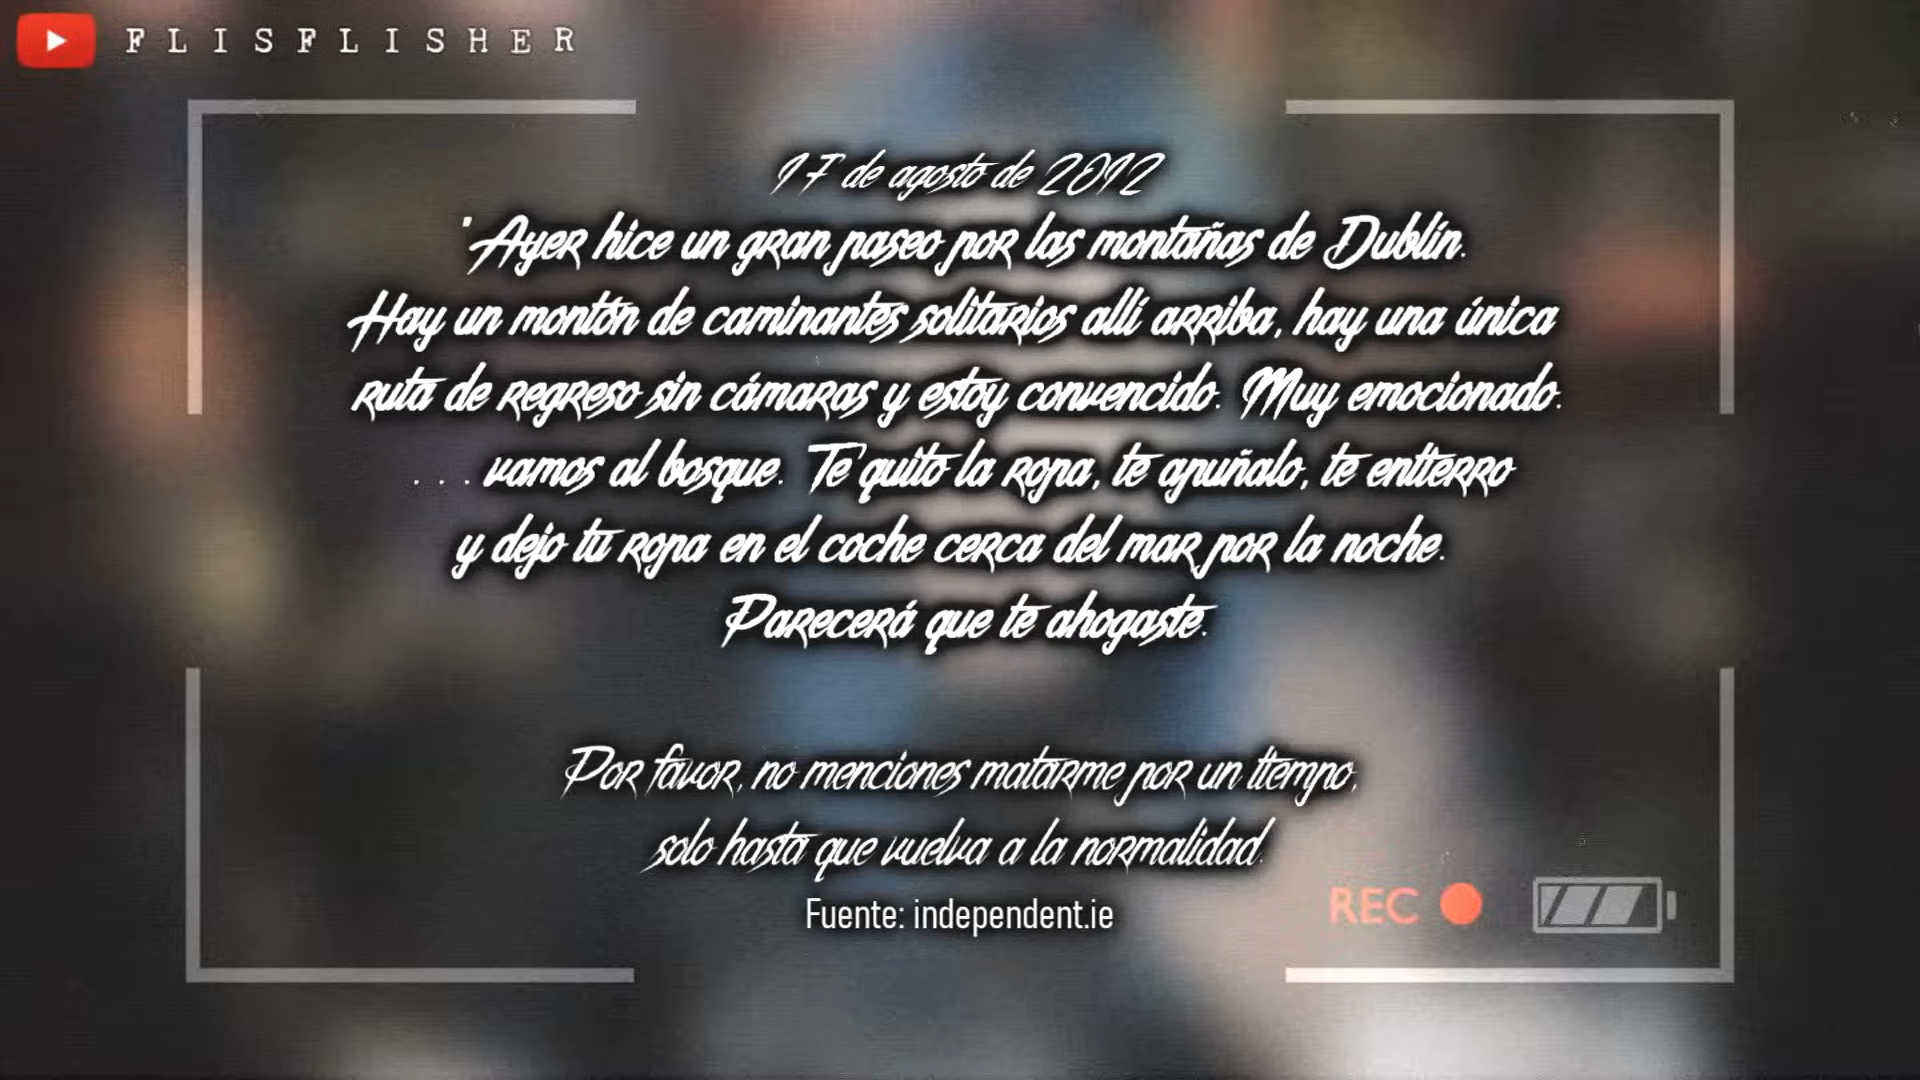 FLISFLISHER
17 de agosto de 2012
"Ayer hice un gran paseo por las montañas de Dublín.
Hay un montón de caminantes solitarios allí arriba, hay una única
ruta de regreso sin cámaras y estoy convencido. Muy emocionado.
... vamos al bosque. Te quito la ropa, te apuñalo, te entierro
y dejo tu ropa en el coche cerca del mar por la noche.
Parecerá que te ahogaste.
Por favor, no menciones matarme por un tiempo,
solo hasta que vuelva a la normalidad.
Fuente: independent.ie
REC